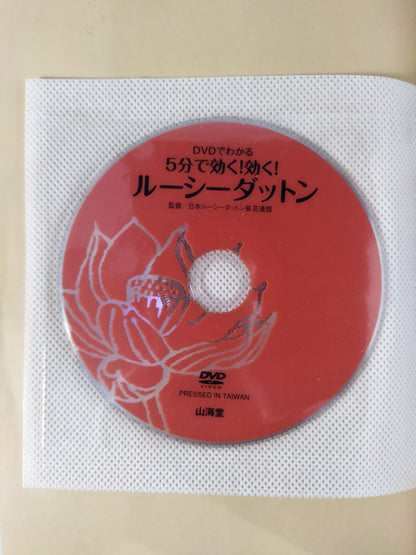 DVDでわかる
5分で効く!効く!
ルーシーダットン
監修/日本ルーシーダットン普及連盟
DVD
VIDEO
PRESSED IN TAIWAN
山海堂